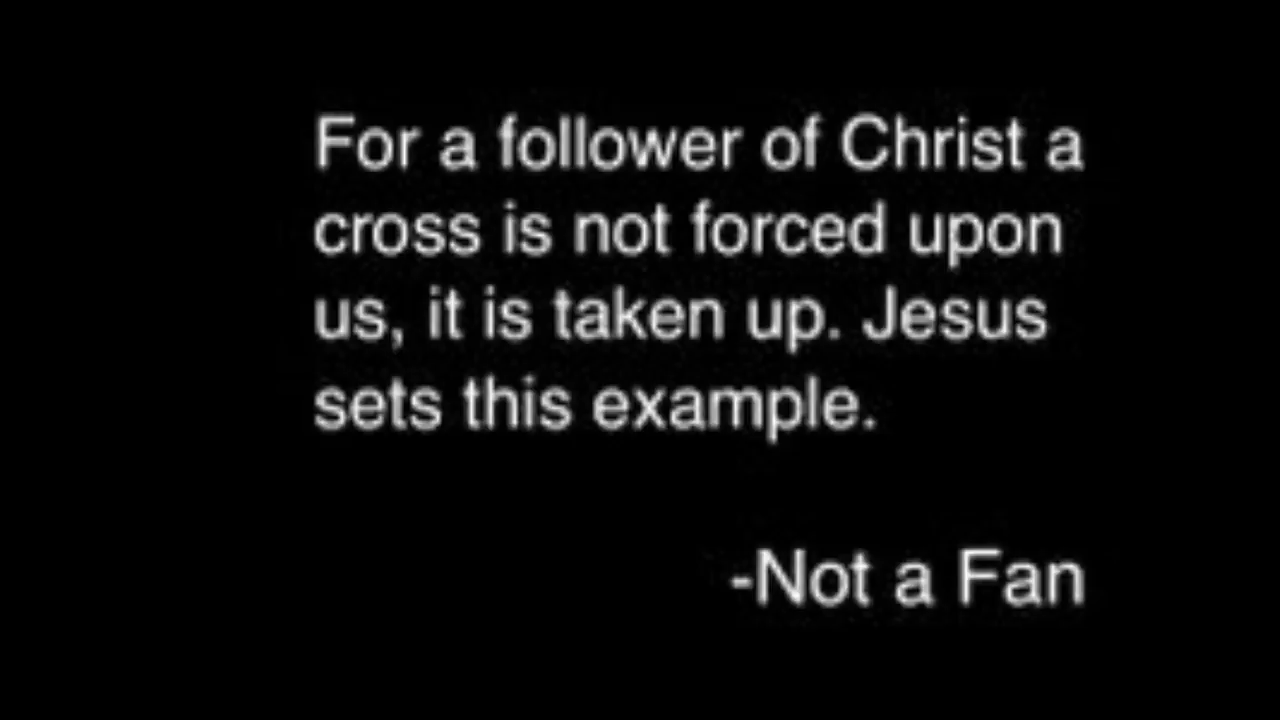 For a follower of Christ a
cross is not forced upon
us, it is taken up. Jesus
sets this example.
-Not a Fan